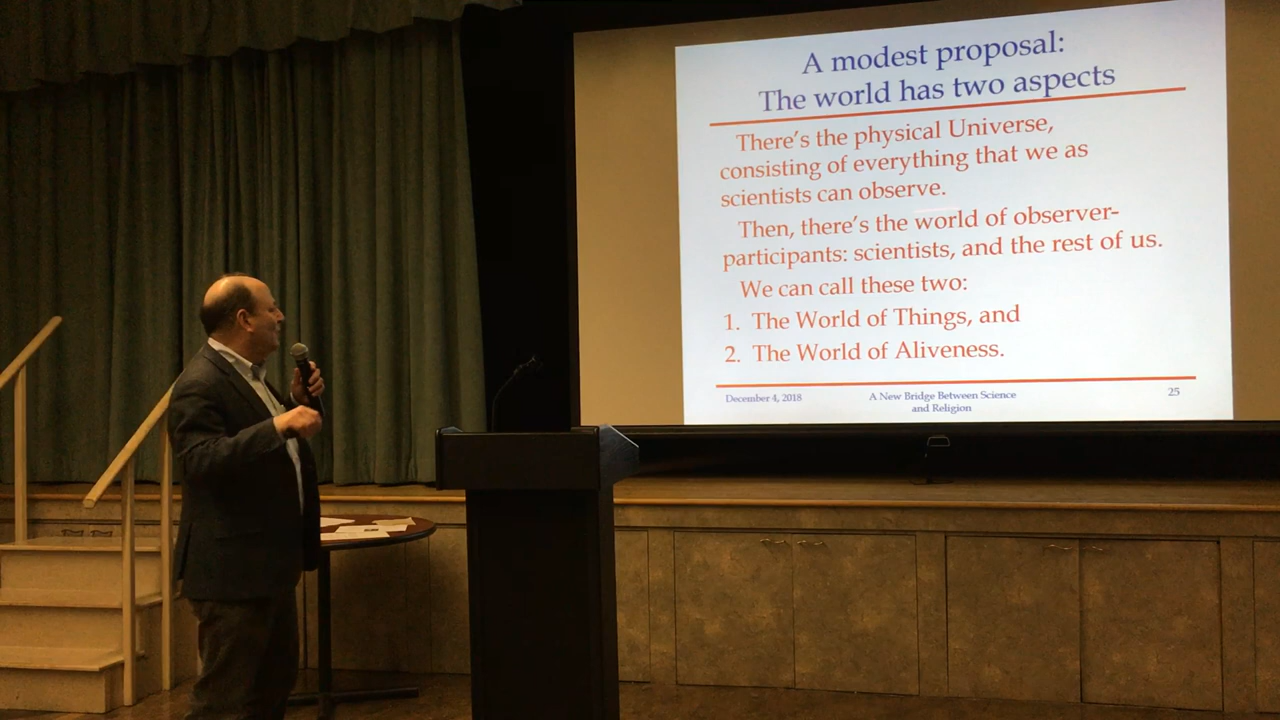 A modest proposal:
The world has two aspects
There's the physical Universe,
consisting of everything that we as
scientists can observe.
Then, there's the world of observer-
participants: scientists, and the rest of us.
We can call these two:
1. The World of Things, and
2. The World of Aliveness.
December 4, 2018
A New Bridge Between Science
and Religion
25